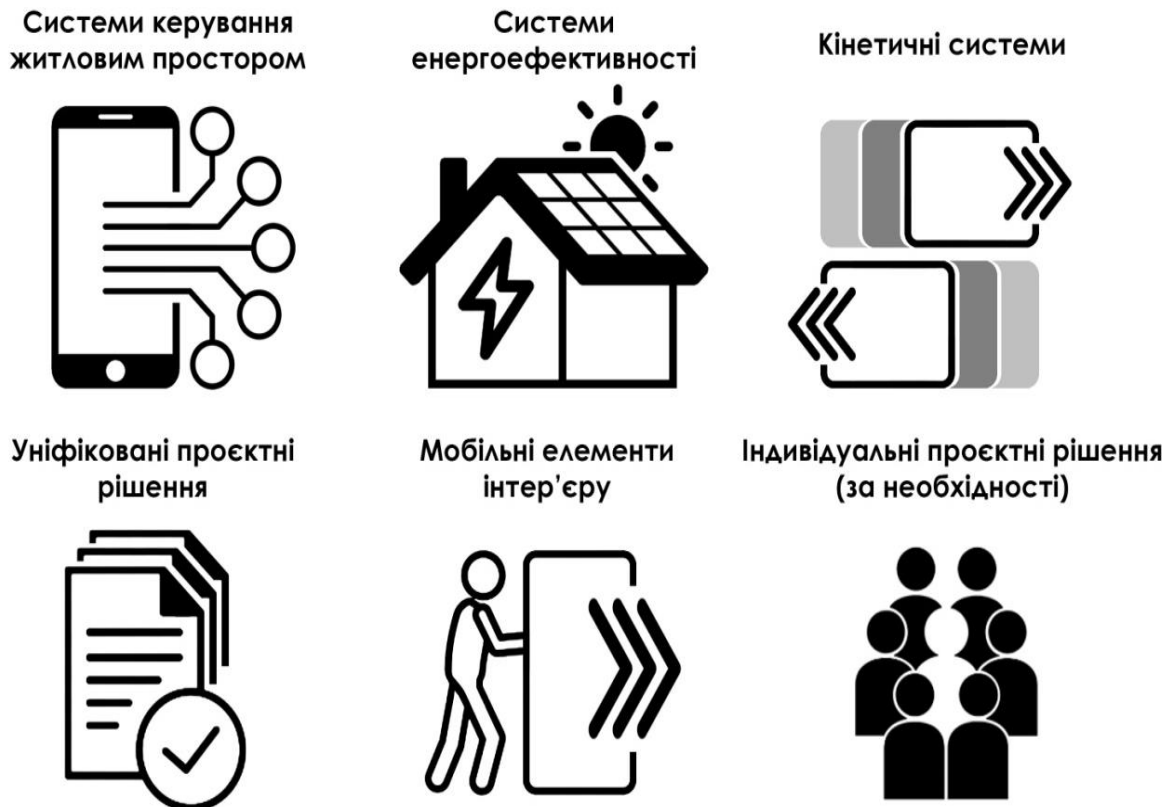 Системи керування
житловим простором
Системи
енергоефективності
Кінетичні системи
Уніфіковані проєктні
рішення
Мобільні елементи
інтер’єру
Індивідуальні проєктні рішення
(за необхідності)